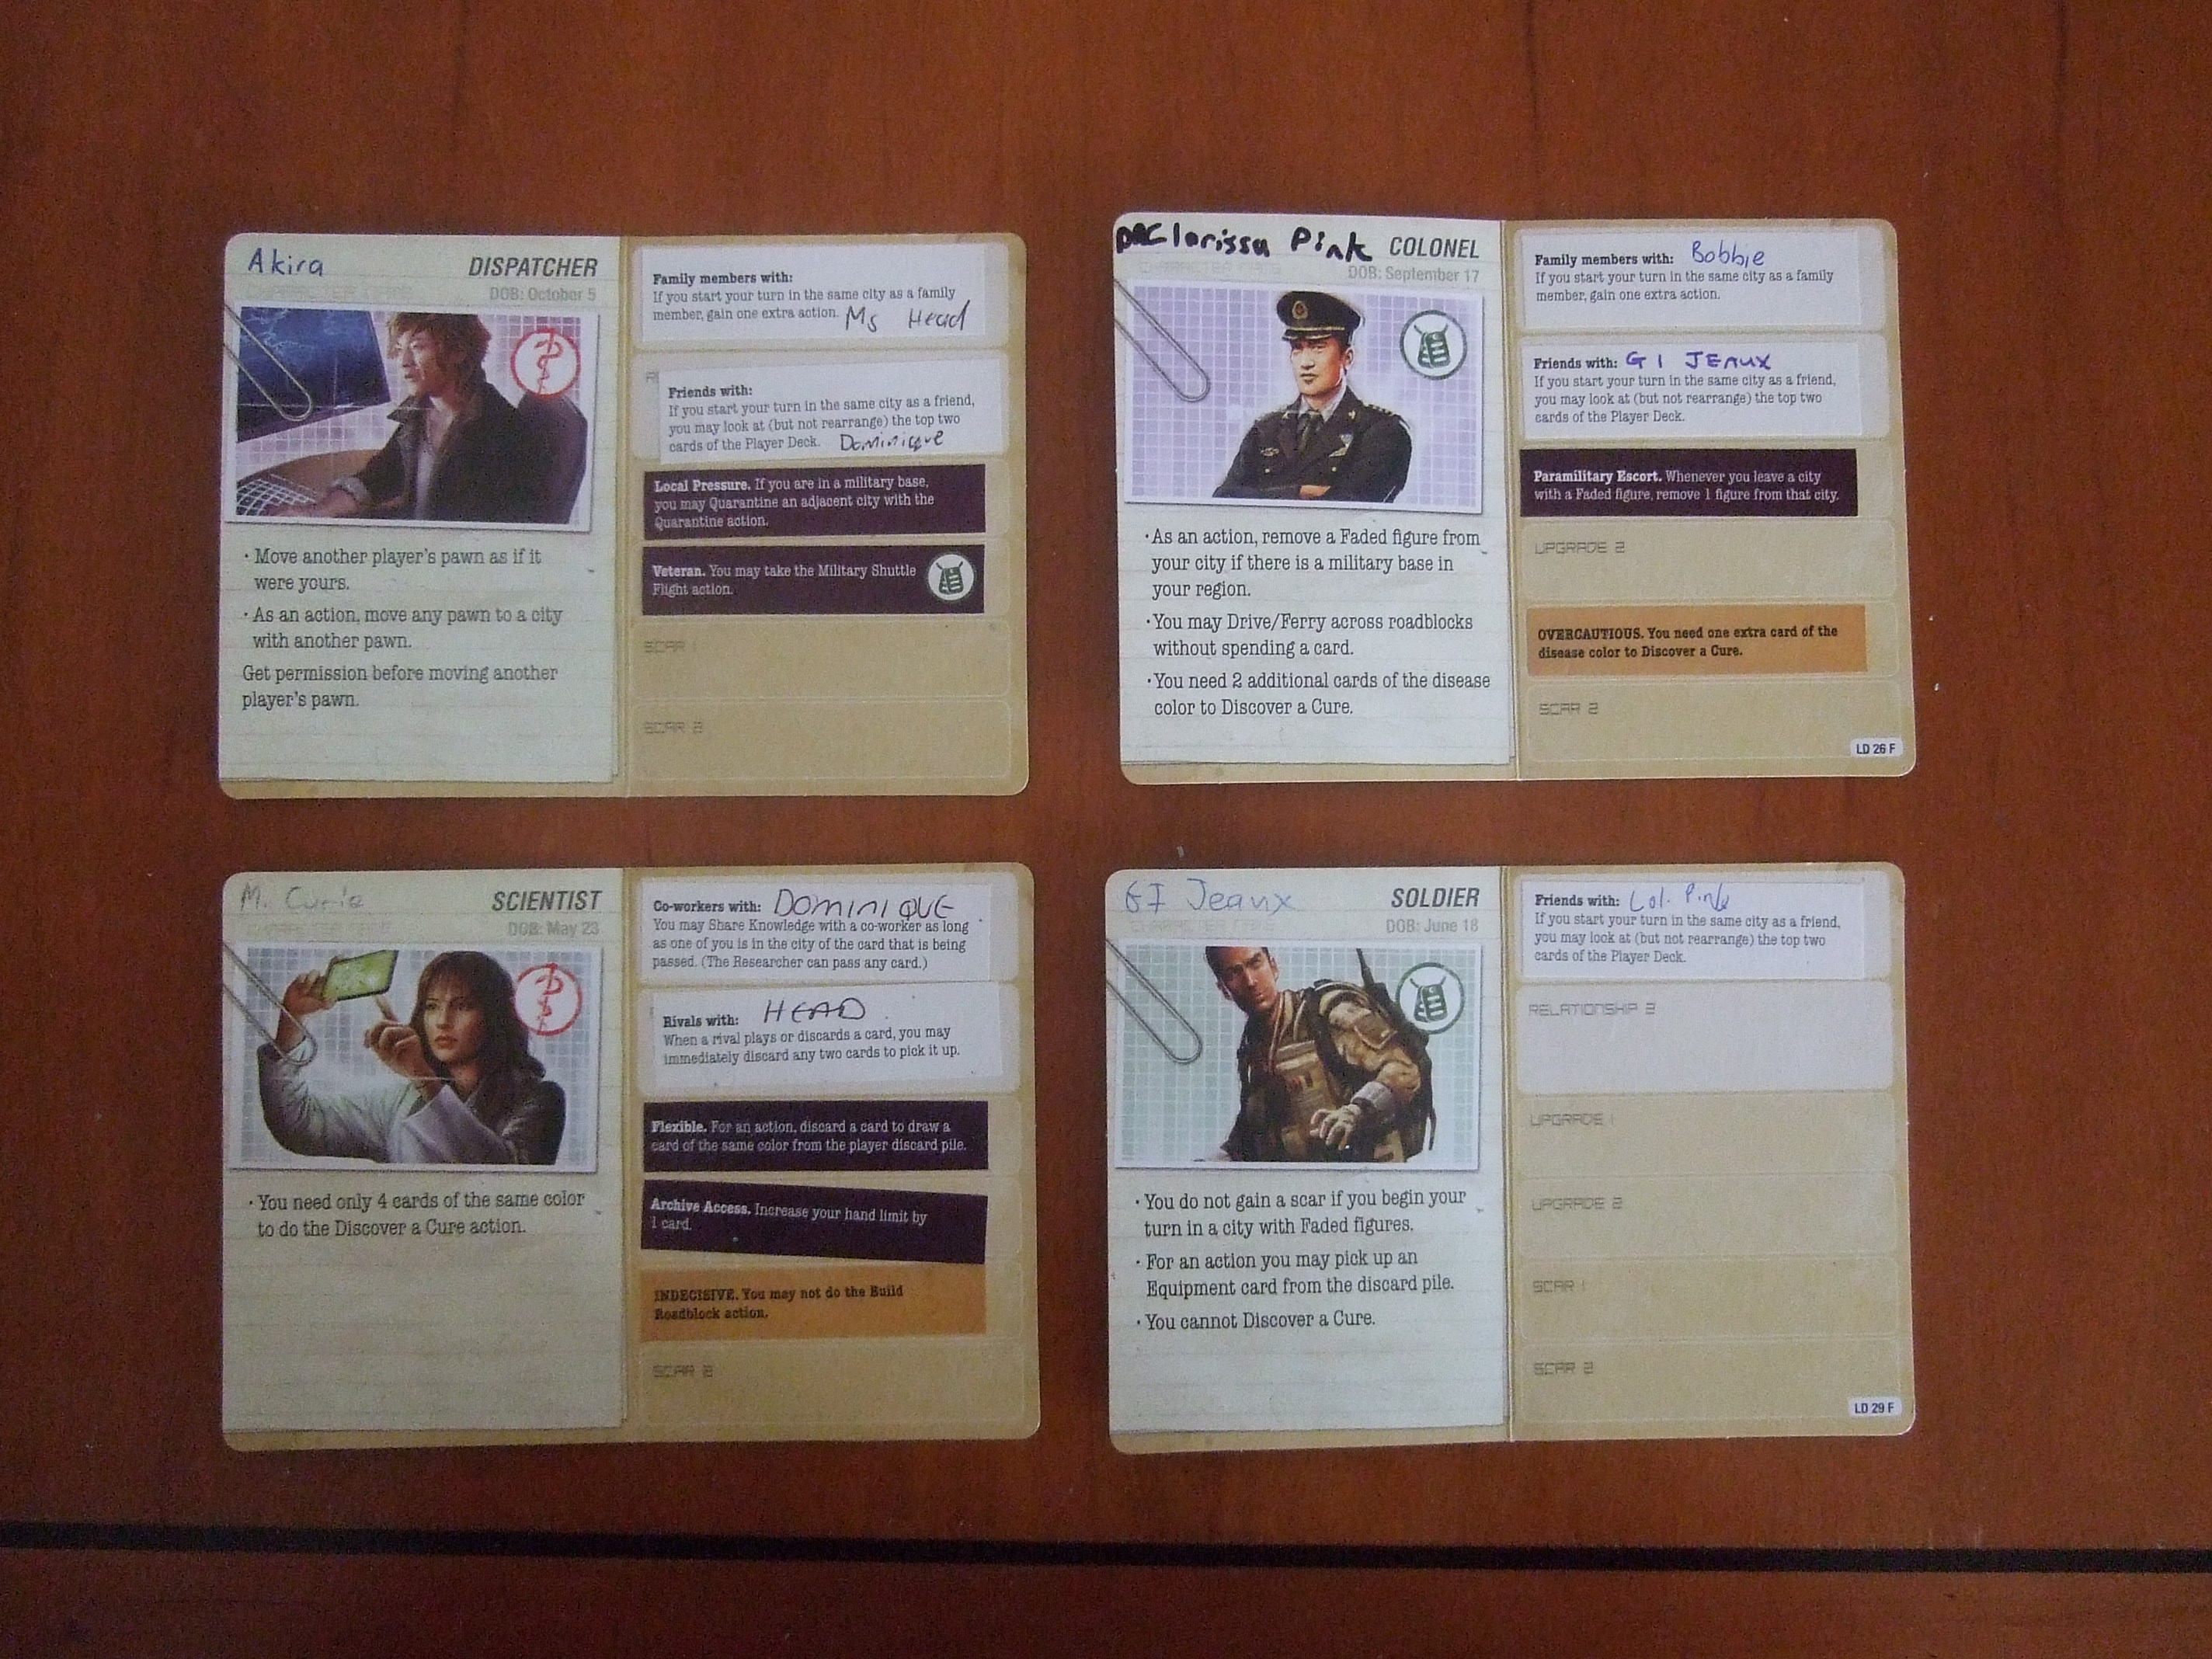 Akira
DISPATCHER
DOB: October 5
· Move another player's pawn as if it
were yours.
· As an action, move any pawn to a city
with another pawn.
Get permission before moving another
player's pawn.
Family members with:
If you start your turn in the same city as a family
member, gain one extra action. Ms Head
Friends with:
If you start your turn in the same city as a friend,
you may look at (but not rearrange) the top two
cards of the Player Deck. Dominique
Local Pressure. If you are in a military base,
you may Quarantine an adjacent city with the
Quarantine action.
Veteran. You may take the Military Shuttle
Flight action.
SCAR 1
SCAR 2
Clarissa Pink COLONEL
DOB: September 17
· As an action, remove a Faded figure from
your city if there is a military base in
your region.
· You may Drive/Ferry across roadblocks
without spending a card.
· You need 2 additional cards of the disease
color to Discover a Cure.
Family members with: Bobbie
If you start your turn in the same city as a family
member, gain one extra action.
Friends with: GI JEAUX
If you start your turn in the same city as a friend,
you may look at (but not rearrange) the top two
cards of the Player Deck.
Paramilitary Escort. Whenever you leave a city
with a Faded figure, remove 1 figure from that city.
UPGRADE 2
OVERCAUTIOUS. You need one extra card of the
disease color to Discover a Cure.
SCAR 2
LD 26 F
M. Curie
SCIENTIST
DOB: May 23
· You need only 4 cards of the same color
to do the Discover a Cure action.
Co-workers with: DOMINIQUE
You may Share Knowledge with a co-worker as long
as one of you is in the city of the card that is being
passed. (The Researcher can pass any card.)
Rivals with: HEAD
When a rival plays or discards a card, you may
immediately discard any two cards to pick it up.
Flexible. For an action, discard a card to draw a
card of the same color from the player discard pile.
Archive Access. Increase your hand limit by
1 card.
INDECISIVE. You may not do the Build
Roadblock action.
SCAR 2
GI Jeaux
SOLDIER
CHARACTER NAME
DOB: June 18
· You do not gain a scar if you begin your
turn in a city with Faded figures.
· For an action you may pick up an
Equipment card from the discard pile.
· You cannot Discover a Cure.
Friends with: Col. Pink
If you start your turn in the same city as a friend,
you may look at (but not rearrange) the top two
cards of the Player Deck.
RELATIONSHIP 2
UPGRADE 1
UPGRADE 2
SCAR 1
SCAR 2
LD 29 F